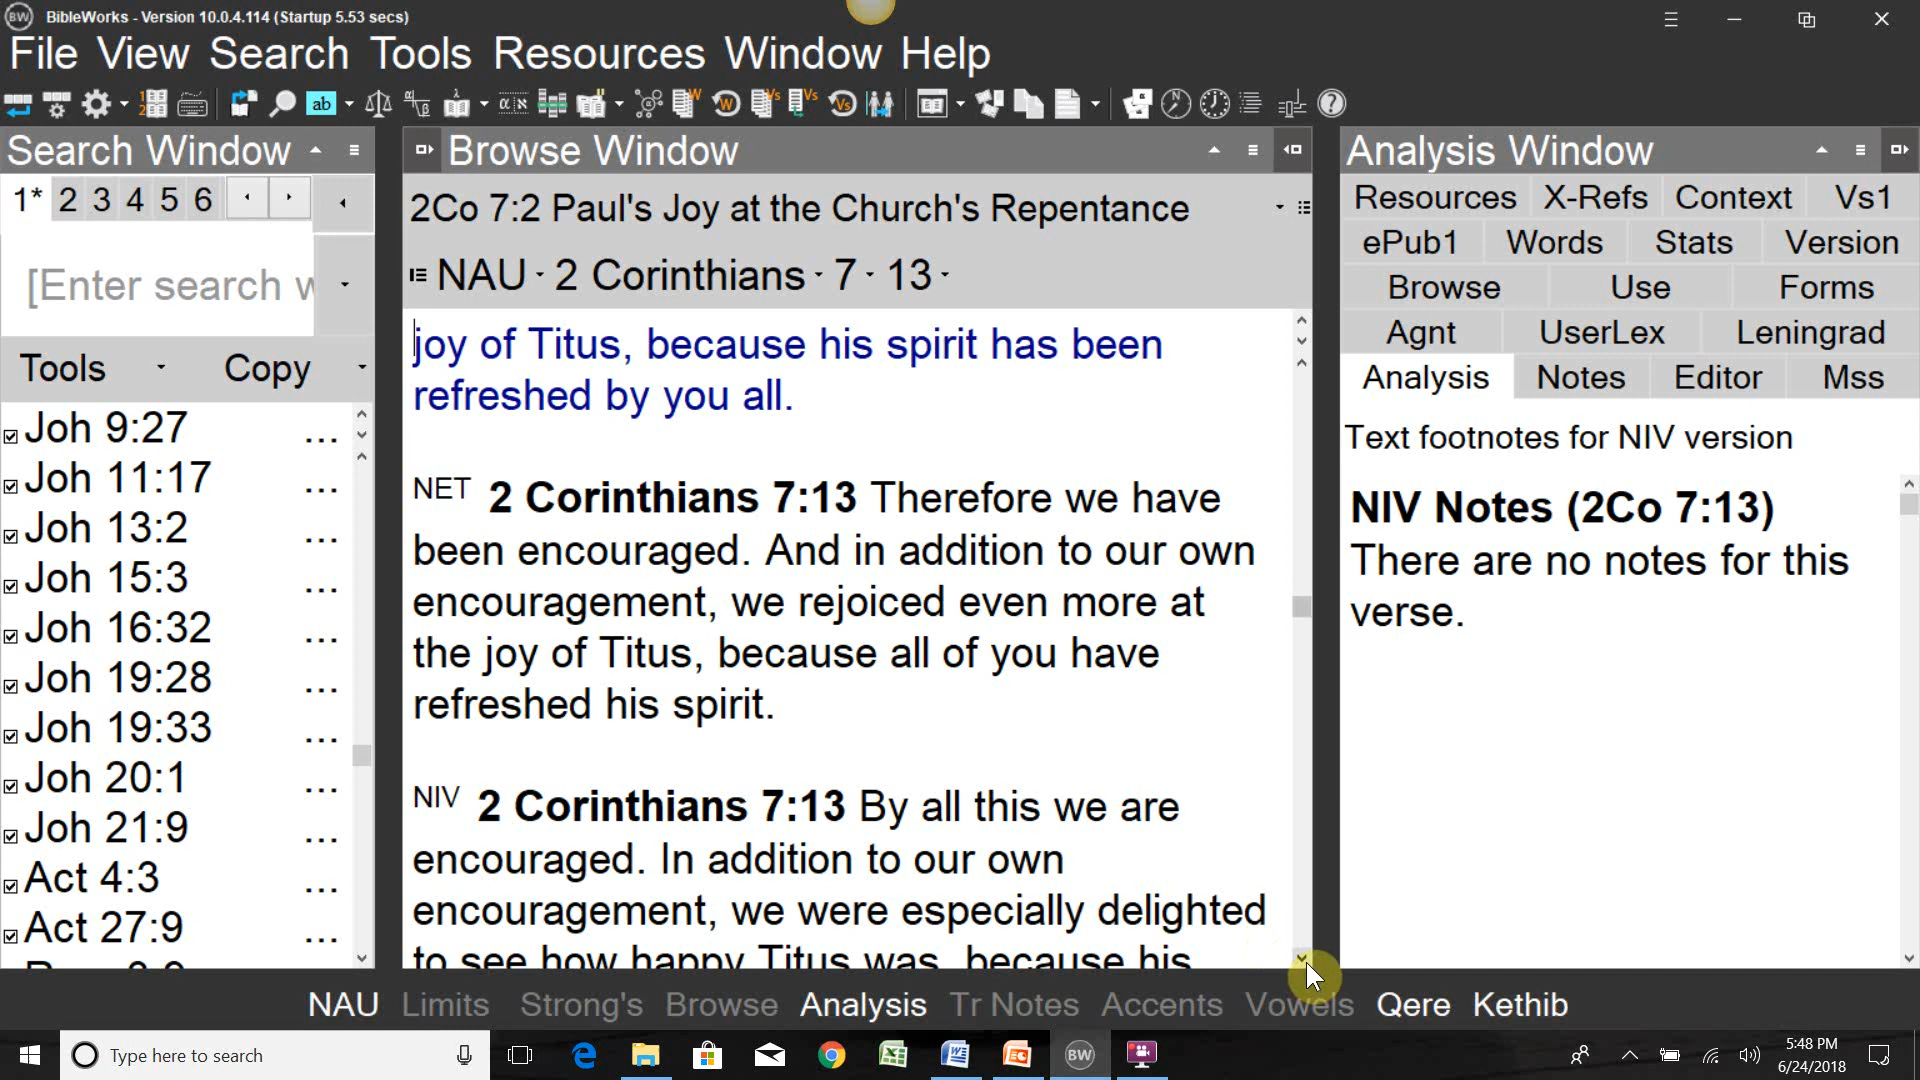 BibleWorks - Version 10.0.4.114 (Startup 5.53 secs)
File View Search Tools Resources Window Help
Search Window
1* 2 3 4 5 6
[Enter search w
Tools Copy
Joh 9:27 ...
Joh 11:17 ...
Joh 13:2 ...
Joh 15:3 ...
Joh 16:32 ...
Joh 19:28 ...
Joh 19:33 ...
Joh 20:1 ...
Joh 21:9 ...
Act 4:3 ...
Act 27:9 ...
Browse Window
2Co 7:2 Paul's Joy at the Church's Repentance
NAU 2 Corinthians 7 13
joy of Titus, because his spirit has been
refreshed by you all.
NET 2 Corinthians 7:13 Therefore we have
been encouraged. And in addition to our own
encouragement, we rejoiced even more at
the joy of Titus, because all of you have
refreshed his spirit.
NIV 2 Corinthians 7:13 By all this we are
encouraged. In addition to our own
encouragement, we were especially delighted
to see how happy Titus was, because his
Analysis Window
Resources X-Refs Context Vs1
ePub1 Words Stats Version
Browse Use Forms
Agnt UserLex Leningrad
Analysis Notes Editor Mss
Text footnotes for NIV version
NIV Notes (2Co 7:13)
There are no notes for this
verse.
NAU Limits Strong's Browse Analysis Tr Notes Accents Vowels Qere Kethib
Type here to search
BW
5:48 PM
6/24/2018